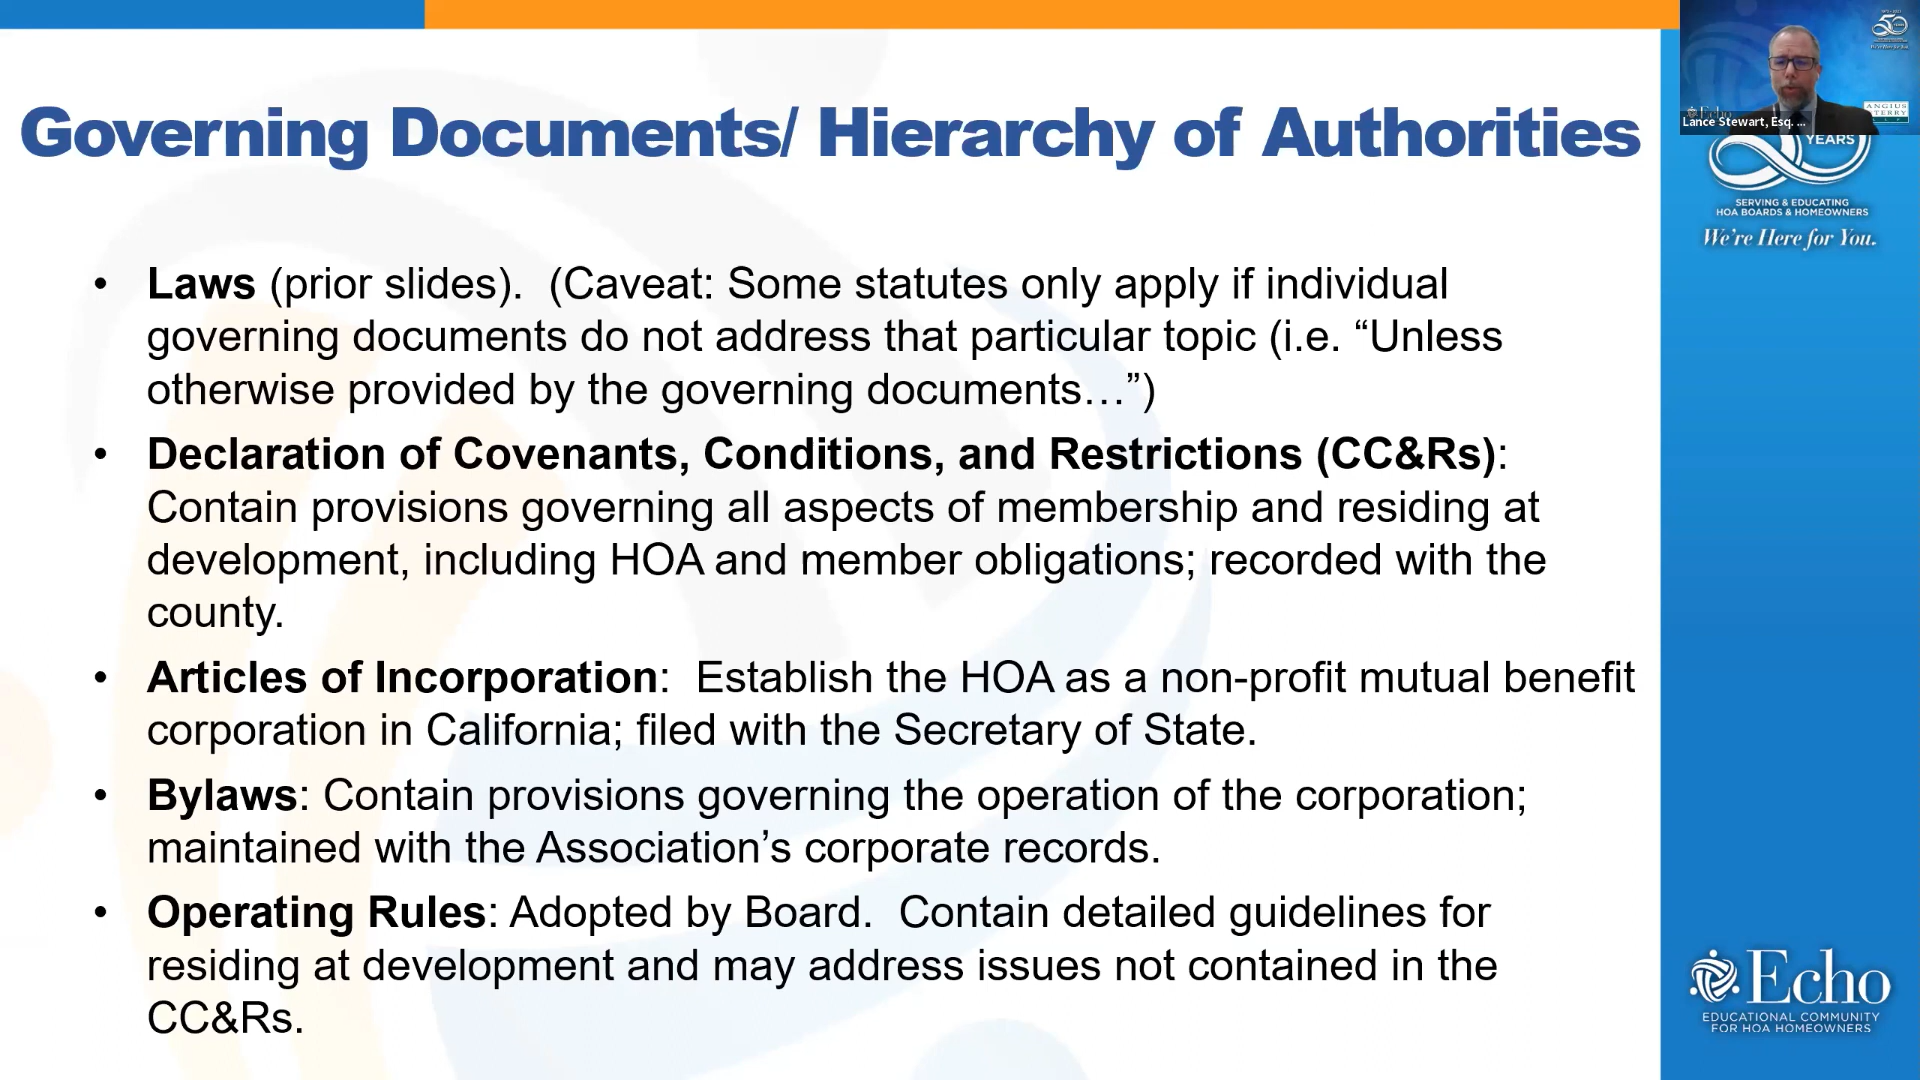 Governing Documents/ Hierarchy of Authorities
• Laws (prior slides).  (Caveat: Some statutes only apply if individual
governing documents do not address that particular topic (i.e. “Unless
otherwise provided by the governing documents…”)
• Declaration of Covenants, Conditions, and Restrictions (CC&Rs):
Contain provisions governing all aspects of membership and residing at
development, including HOA and member obligations; recorded with the
county.
• Articles of Incorporation:  Establish the HOA as a non-profit mutual benefit
corporation in California; filed with the Secretary of State.
• Bylaws: Contain provisions governing the operation of the corporation;
maintained with the Association’s corporate records.
• Operating Rules: Adopted by Board.  Contain detailed guidelines for
residing at development and may address issues not contained in the
CC&Rs.
50
Echo
ANGIUS
TERRY
Lance Stewart, Esq. ...
YEARS
SERVING & EDUCATING
HOA BOARDS & HOMEOWNERS
We’re Here for You.
Echo
EDUCATIONAL COMMUNITY
FOR HOA HOMEOWNERS